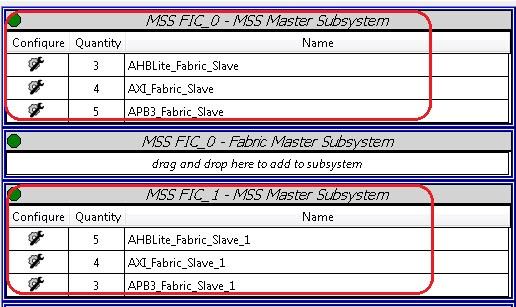 MSS FIC_0 - MSS Master Subsystem
Configure Quantity Name
3 AHBLite_Fabric_Slave
4 AXI_Fabric_Slave
5 APB3_Fabric_Slave
MSS FIC_0 - Fabric Master Subsystem
drag and drop here to add to subsystem
MSS FIC_1 - MSS Master Subsystem
Configure Quantity Name
5 AHBLite_Fabric_Slave_1
4 AXI_Fabric_Slave_1
3 APB3_Fabric_Slave_1